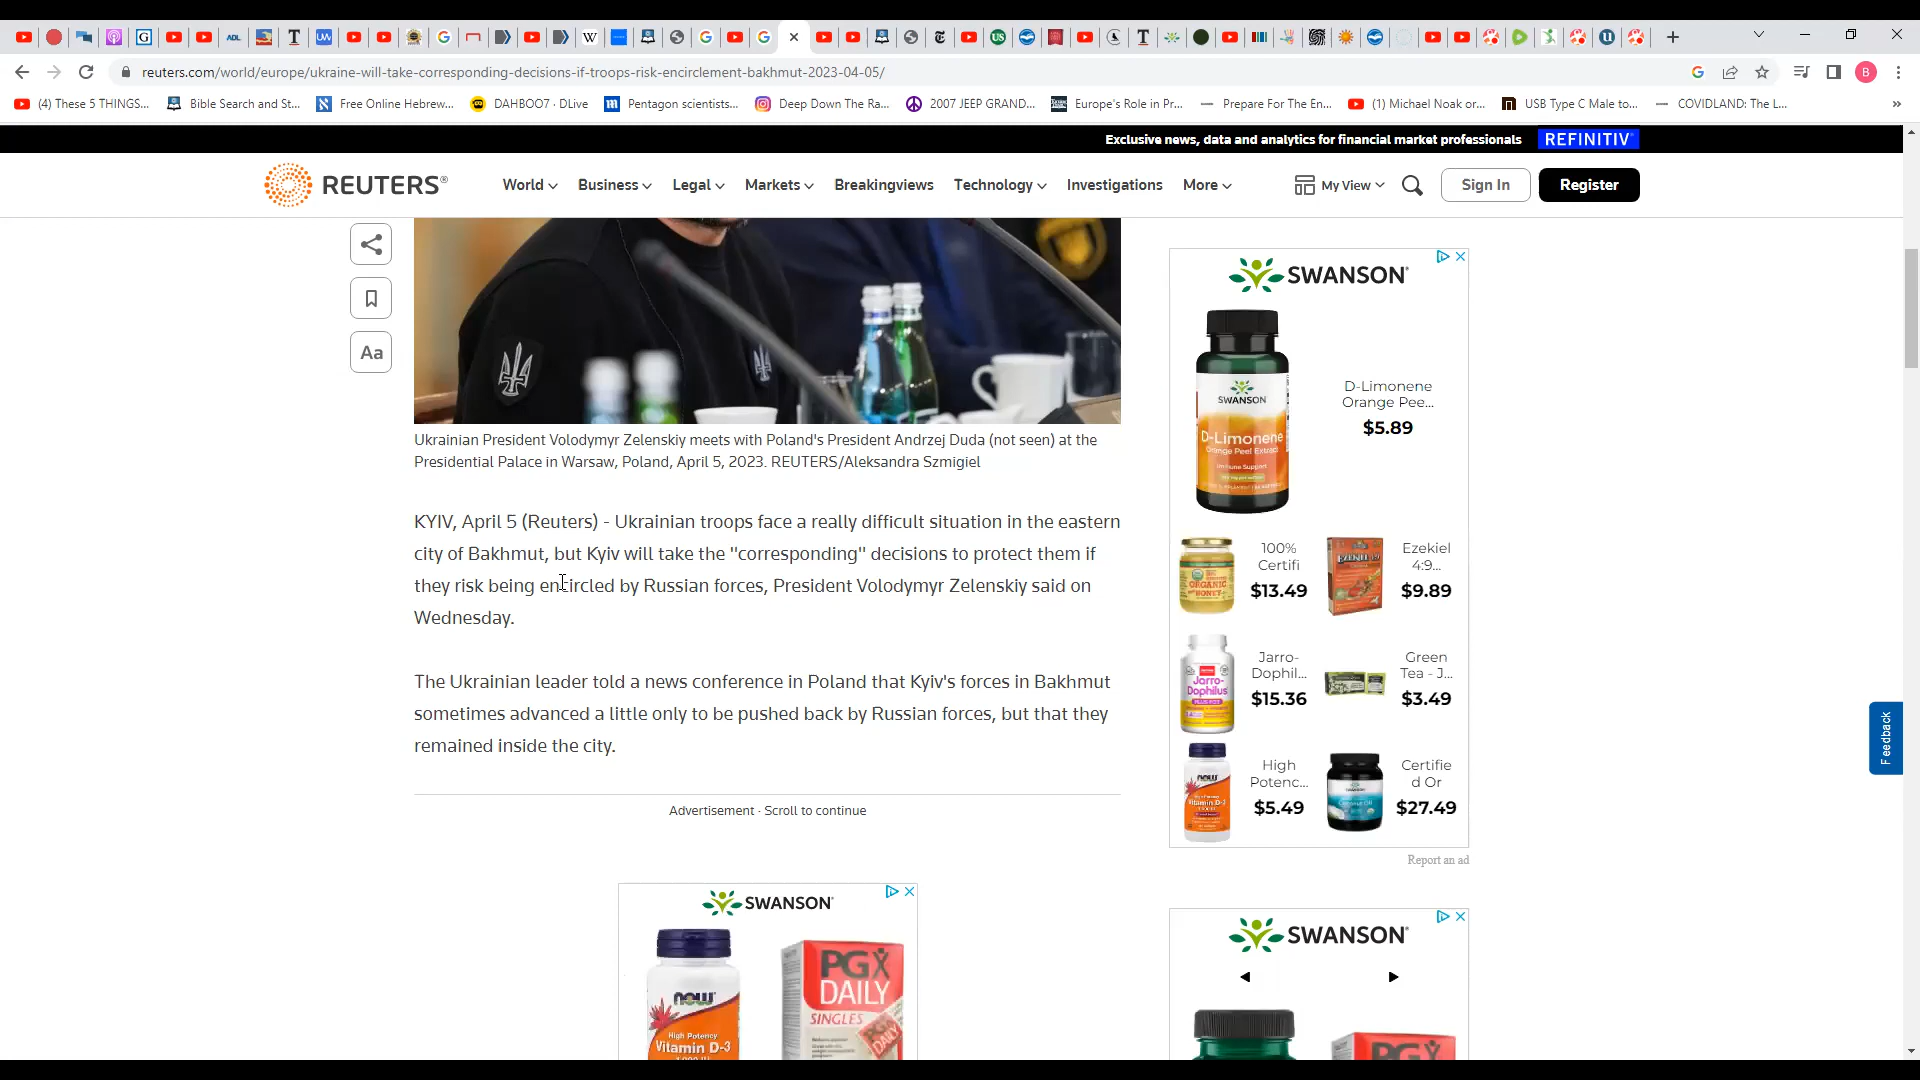 reuters.com/world/europe/ukraine-will-take-corresponding-decisions-if-troops-risk-encirclement-bakhmut-2023-04-05/
(4) These 5 THINGS...
Bible Search and St...
Free Online Hebrew...
DAHBOO7 · DLive
Pentagon scientists...
Deep Down The Ra...
2007 JEEP GRAND...
Europe's Role in Pr...
Prepare For The En...
(1) Michael Noak or...
USB Type C Male to...
COVIDLAND: The L...
Exclusive news, data and analytics for financial market professionals REFINITIV
REUTERS®
World
Business
Legal
Markets
Breakingviews
Technology
Investigations
More
My View
Sign In
Register
Aa
Ukrainian President Volodymyr Zelenskiy meets with Poland's President Andrzej Duda (not seen) at the
Presidential Palace in Warsaw, Poland, April 5, 2023. REUTERS/Aleksandra Szmigiel
KYIV, April 5 (Reuters) - Ukrainian troops face a really difficult situation in the eastern
city of Bakhmut, but Kyiv will take the "corresponding" decisions to protect them if
they risk being encircled by Russian forces, President Volodymyr Zelenskiy said on
Wednesday.
The Ukrainian leader told a news conference in Poland that Kyiv's forces in Bakhmut
sometimes advanced a little only to be pushed back by Russian forces, but that they
remained inside the city.
Advertisement · Scroll to continue
SWANSON
NOW
High Potency
Vitamin D-3
PGX
DAILY
SINGLES
SWANSON®
SWANSON
D-Limonene
Orange Peel Extract
D-Limonene
Orange Pee...
$5.89
ORGANIC
100%
Certifi
$13.49
EZEKIEL 4:9
Ezekiel
4:9...
$9.89
Jarro-
Dophilus
Jarro-
Dophil...
$15.36
Green
Tea - J...
$3.49
NOW
Vitamin D-3
High
Potenc...
$5.49
Certifie
d Or
$27.49
Report an ad
SWANSON®
PGX
Feedback